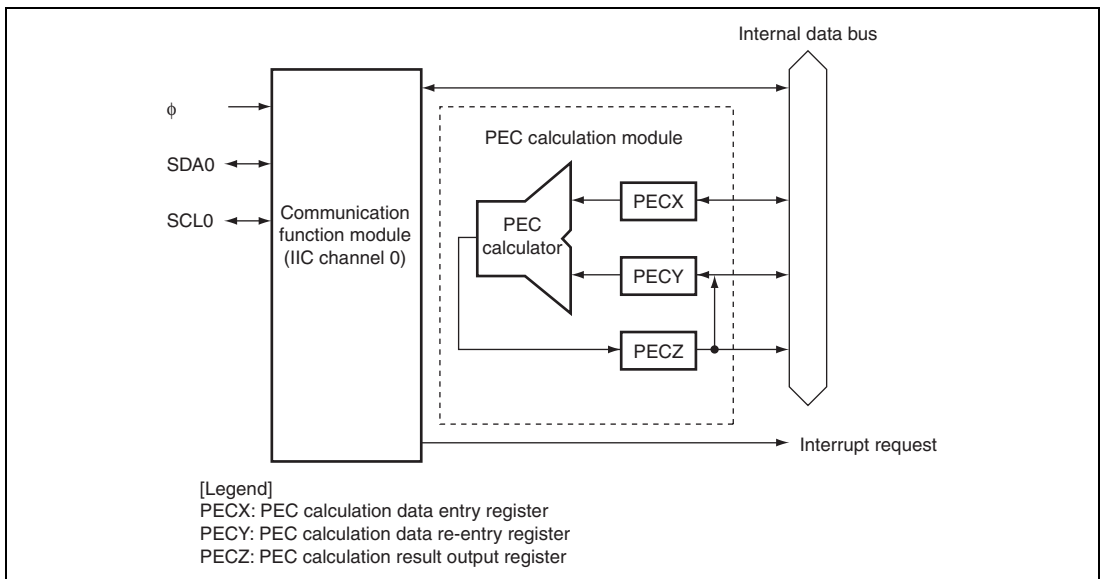 Internal data bus
ϕ
SDA0
SCL0
Communication
function module
(IIC channel 0)
PEC calculation module
PEC
calculator
PECX
PECY
PECZ
Interrupt request
[Legend]
PECX: PEC calculation data entry register
PECY: PEC calculation data re-entry register
PECZ: PEC calculation result output register